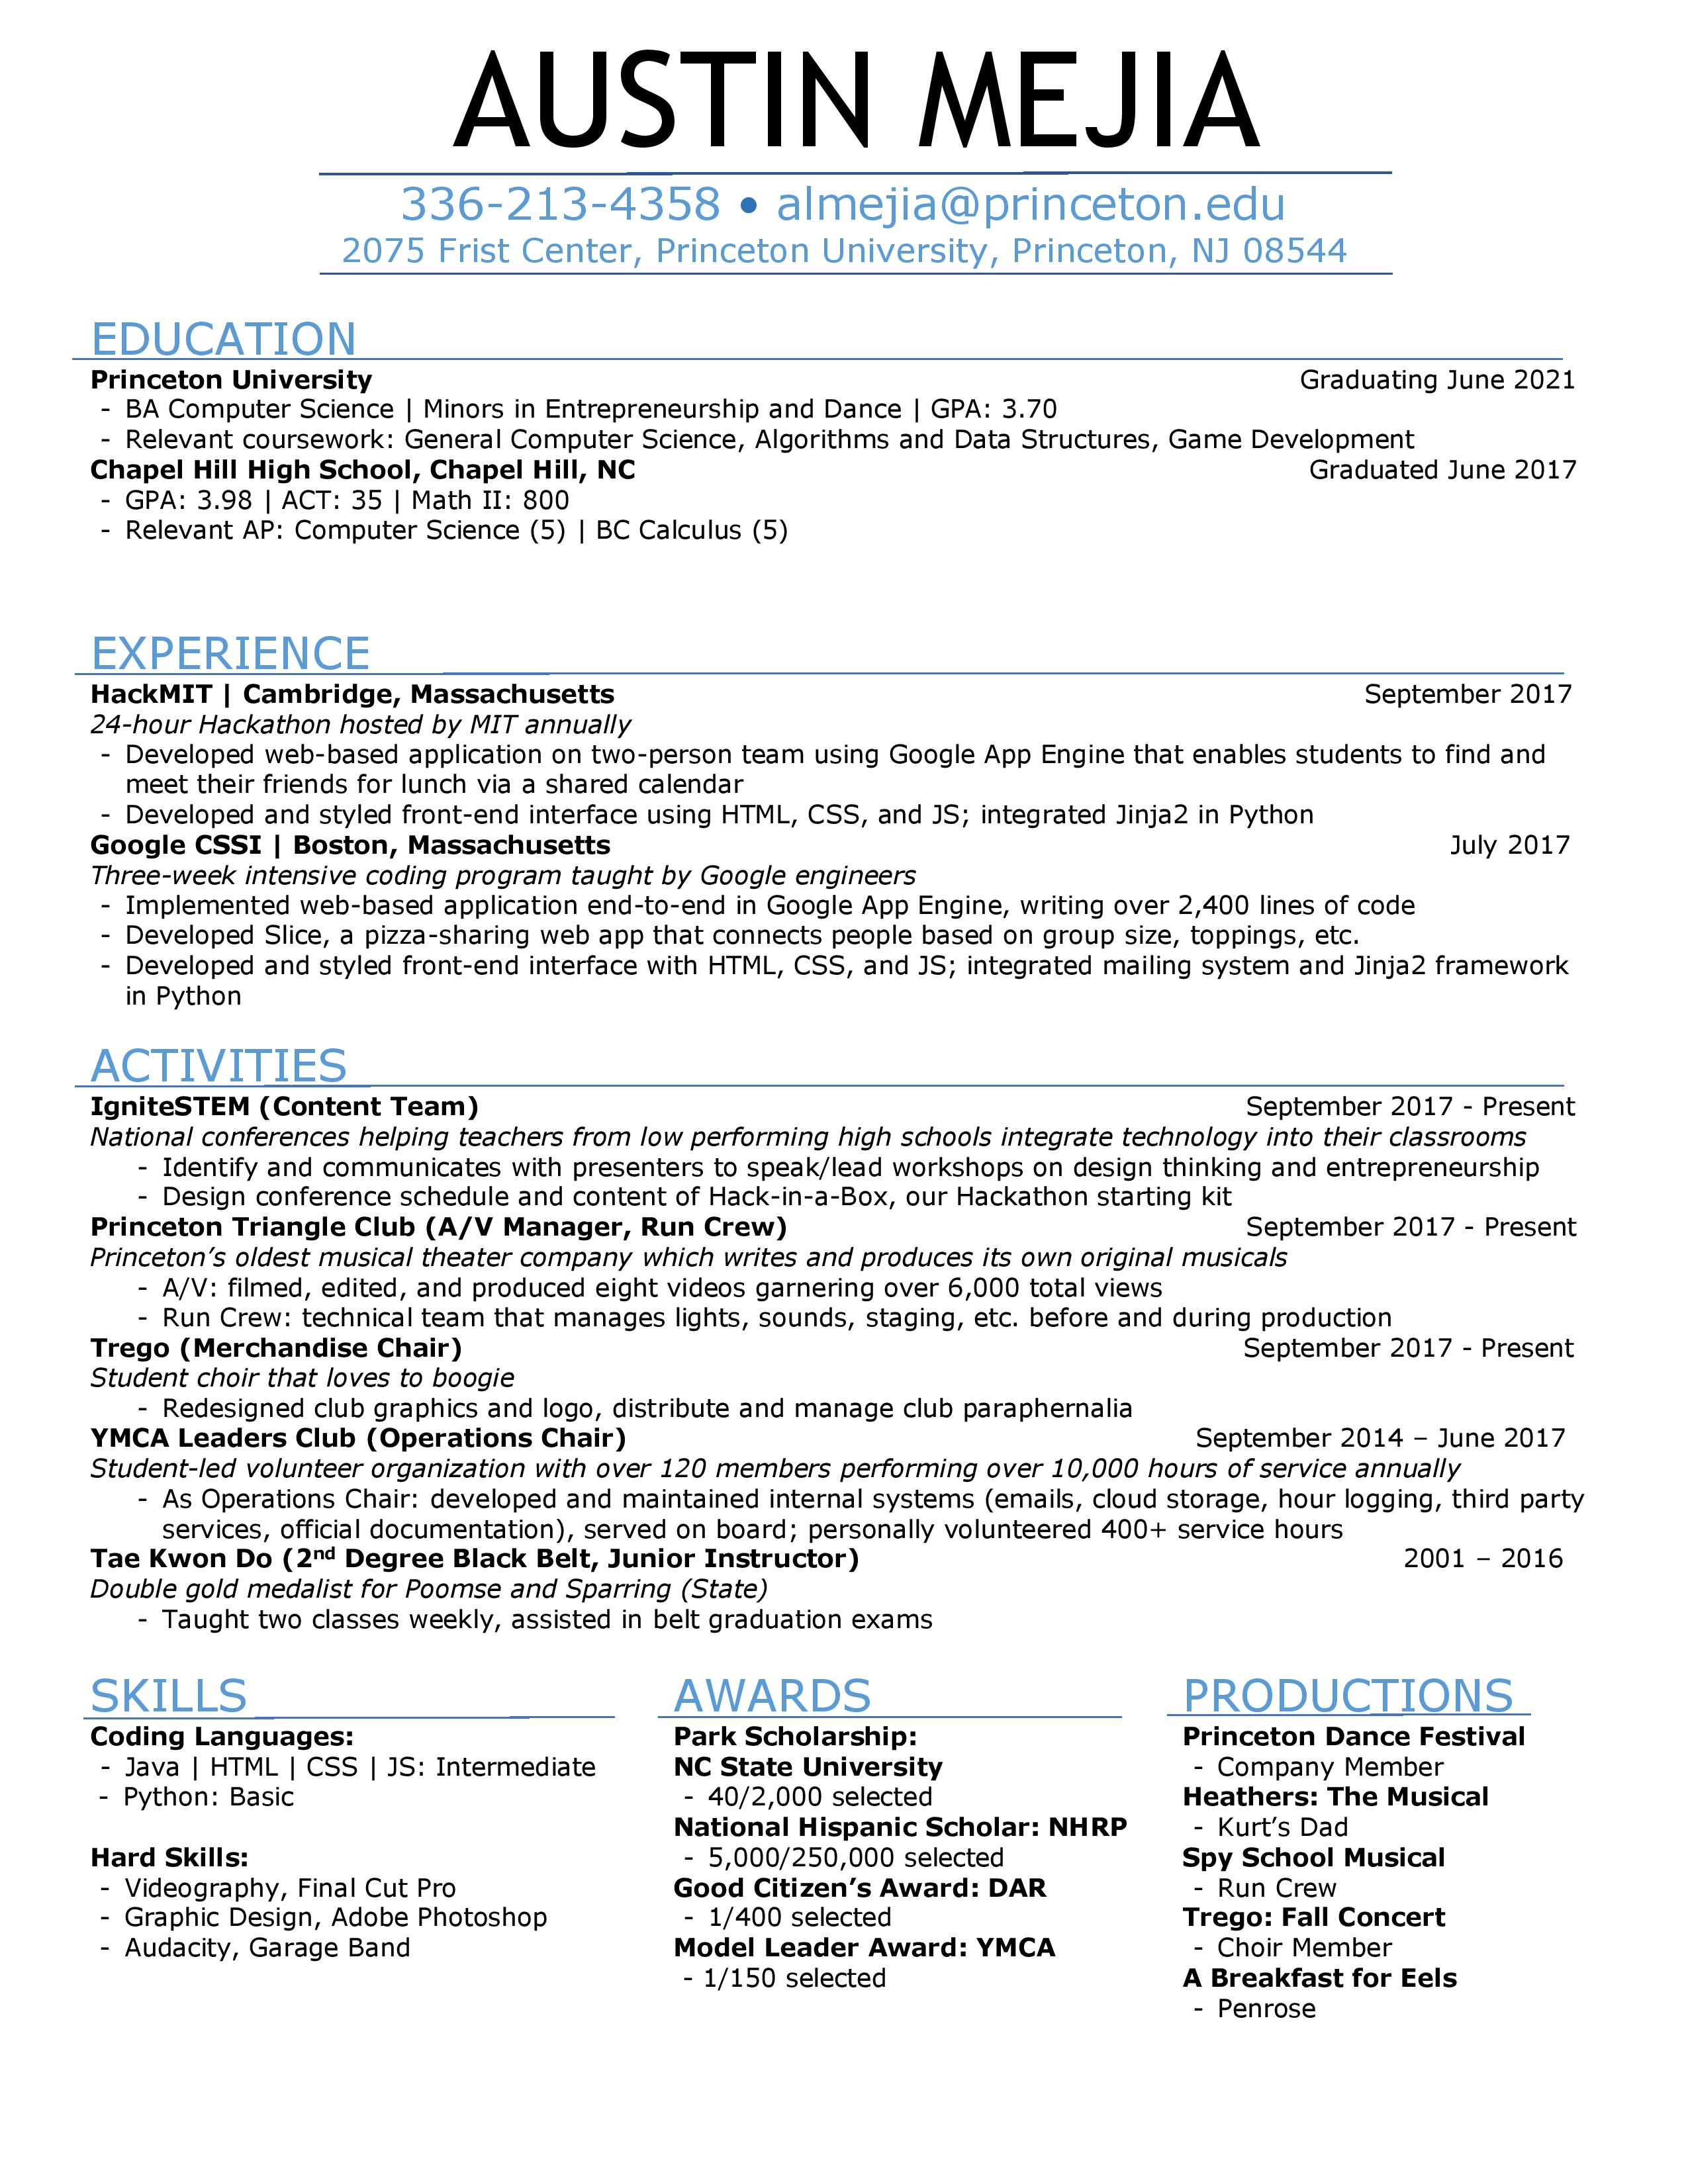 AUSTIN MEJIA
336-213-4358 • almejia@princeton.edu
2075 Frist Center, Princeton University, Princeton, NJ 08544
EDUCATION
Princeton University Graduating June 2021
- BA Computer Science | Minors in Entrepreneurship and Dance | GPA: 3.70
- Relevant coursework: General Computer Science, Algorithms and Data Structures, Game Development
Chapel Hill High School, Chapel Hill, NC Graduated June 2017
- GPA: 3.98 | ACT: 35 | Math II: 800
- Relevant AP: Computer Science (5) | BC Calculus (5)
EXPERIENCE
HackMIT | Cambridge, Massachusetts September 2017
24-hour Hackathon hosted by MIT annually
- Developed web-based application on two-person team using Google App Engine that enables students to find and
meet their friends for lunch via a shared calendar
- Developed and styled front-end interface using HTML, CSS, and JS; integrated Jinja2 in Python
Google CSSI | Boston, Massachusetts July 2017
Three-week intensive coding program taught by Google engineers
- Implemented web-based application end-to-end in Google App Engine, writing over 2,400 lines of code
- Developed Slice, a pizza-sharing web app that connects people based on group size, toppings, etc.
- Developed and styled front-end interface with HTML, CSS, and JS; integrated mailing system and Jinja2 framework
in Python
ACTIVITIES
IgniteSTEM (Content Team) September 2017 - Present
National conferences helping teachers from low performing high schools integrate technology into their classrooms
- Identify and communicates with presenters to speak/lead workshops on design thinking and entrepreneurship
- Design conference schedule and content of Hack-in-a-Box, our Hackathon starting kit
Princeton Triangle Club (A/V Manager, Run Crew) September 2017 - Present
Princeton’s oldest musical theater company which writes and produces its own original musicals
- A/V: filmed, edited, and produced eight videos garnering over 6,000 total views
- Run Crew: technical team that manages lights, sounds, staging, etc. before and during production
Trego (Merchandise Chair) September 2017 - Present
Student choir that loves to boogie
- Redesigned club graphics and logo, distribute and manage club paraphernalia
YMCA Leaders Club (Operations Chair) September 2014 – June 2017
Student-led volunteer organization with over 120 members performing over 10,000 hours of service annually
- As Operations Chair: developed and maintained internal systems (emails, cloud storage, hour logging, third party
services, official documentation), served on board; personally volunteered 400+ service hours
Tae Kwon Do (2nd Degree Black Belt, Junior Instructor) 2001 – 2016
Double gold medalist for Poomse and Sparring (State)
- Taught two classes weekly, assisted in belt graduation exams
SKILLS
Coding Languages:
- Java | HTML | CSS | JS: Intermediate
- Python: Basic
Hard Skills:
- Videography, Final Cut Pro
- Graphic Design, Adobe Photoshop
- Audacity, Garage Band
AWARDS
Park Scholarship:
NC State University
- 40/2,000 selected
National Hispanic Scholar: NHRP
- 5,000/250,000 selected
Good Citizen’s Award: DAR
- 1/400 selected
Model Leader Award: YMCA
- 1/150 selected
PRODUCTIONS
Princeton Dance Festival
- Company Member
Heathers: The Musical
- Kurt’s Dad
Spy School Musical
- Run Crew
Trego: Fall Concert
- Choir Member
A Breakfast for Eels
- Penrose